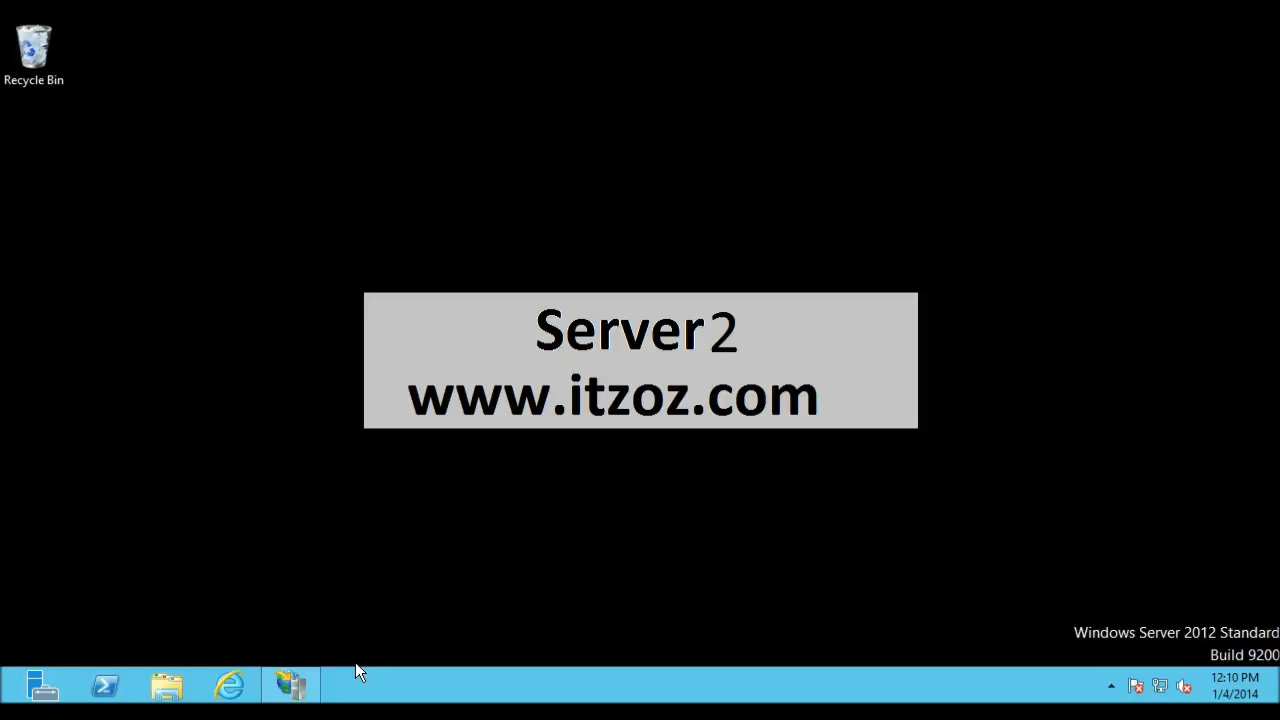 Recycle Bin
Server2
www.itzoz.com
Windows Server 2012 Standard
Build 9200
12:10 PM
1/4/2014